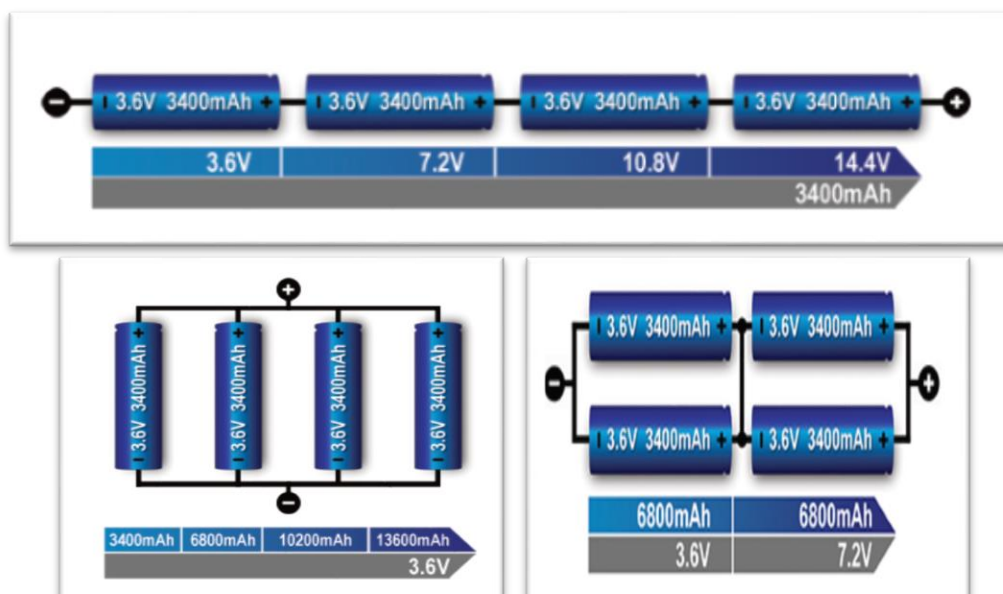 - 3.6V 3400mAh + - 3.6V 3400mAh + - 3.6V 3400mAh + - 3.6V 3400mAh +
3.6V 7.2V 10.8V 14.4V
3400mAh
- 3.6V 3400mAh +
- 3.6V 3400mAh +
- 3.6V 3400mAh +
- 3.6V 3400mAh +
3400mAh 6800mAh 10200mAh 13600mAh
3.6V
- 3.6V 3400mAh + - 3.6V 3400mAh +
- 3.6V 3400mAh + - 3.6V 3400mAh +
6800mAh 6800mAh
3.6V 7.2V